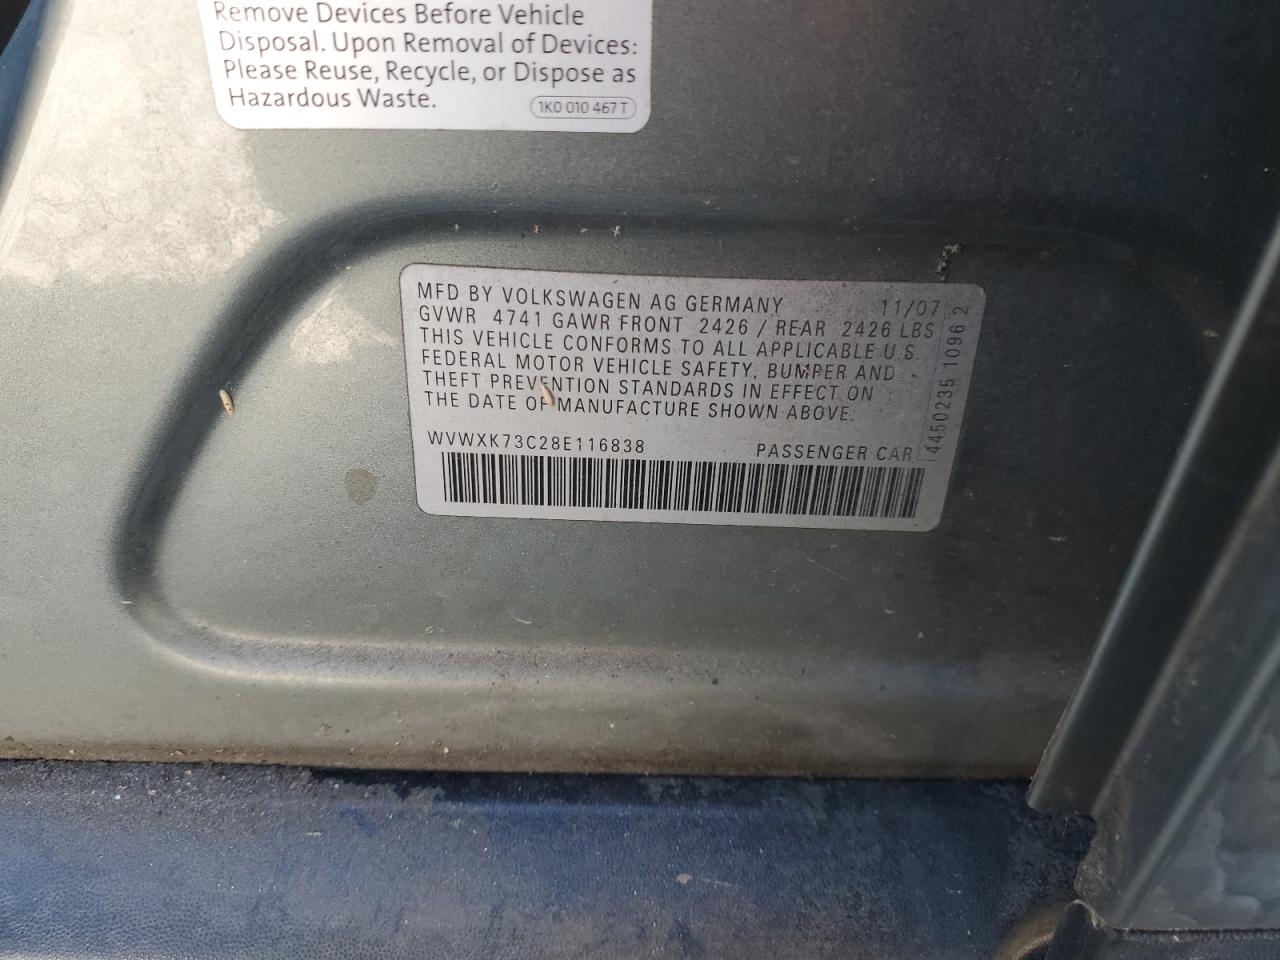 Remove Devices Before Vehicle
Disposal. Upon Removal of Devices:
Please Reuse, Recycle, or Dispose as
Hazardous Waste.
1K0 010 467 T
MFD BY VOLKSWAGEN AG GERMANY 11/07
GVWR 4741 GAWR FRONT 2426 / REAR 2426 LBS
THIS VEHICLE CONFORMS TO ALL APPLICABLE U.S.
FEDERAL MOTOR VEHICLE SAFETY, BUMPER AND
THEFT PREVENTION STANDARDS IN EFFECT ON
THE DATE OF MANUFACTURE SHOWN ABOVE.
WVWXK73C28E116838 PASSENGER CAR
4450235 1096 2